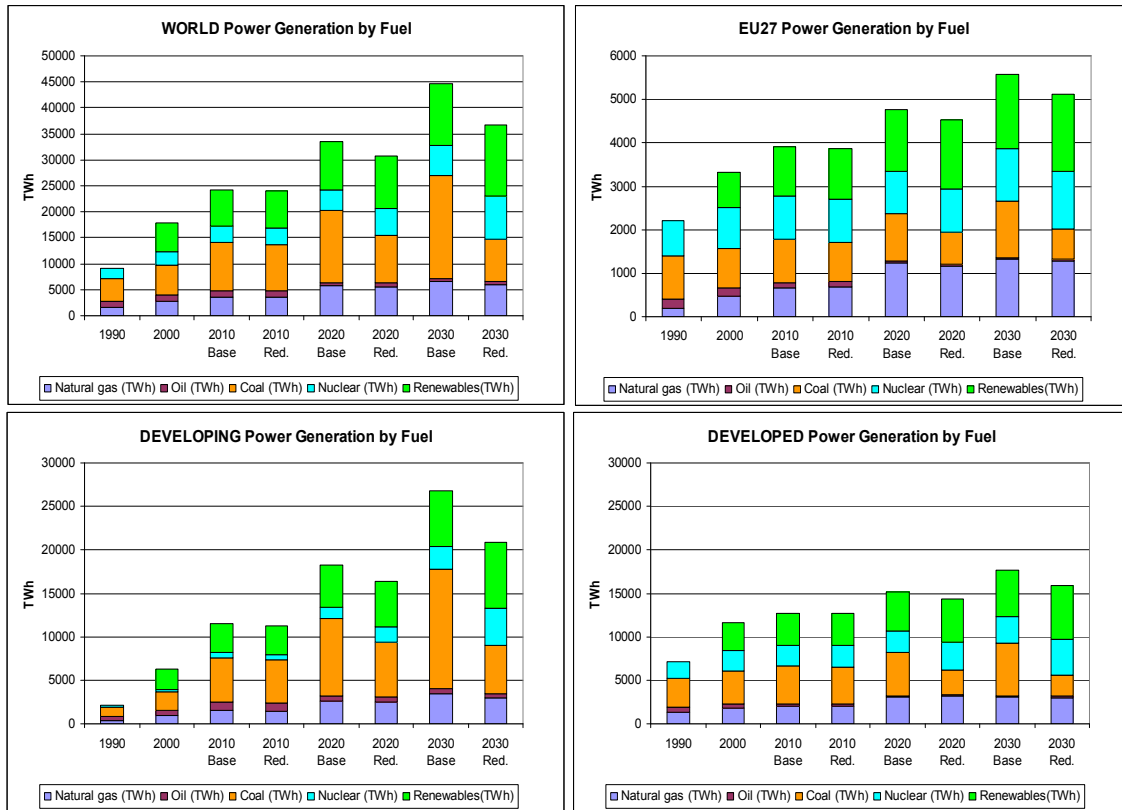 WORLD Power Generation by Fuel
50000
45000
40000
35000
30000
25000
20000
15000
10000
5000
0
TWh
1990 2000 2010 2010 2020 2020 2030 2030
Base Red. Base Red. Base Red.
Natural gas (TWh) Oil (TWh) Coal (TWh) Nuclear (TWh) Renewables(TWh)
EU27 Power Generation by Fuel
6000
5000
4000
3000
2000
1000
0
TWh
1990 2000 2010 2010 2020 2020 2030 2030
Base Red. Base Red. Base Red.
Natural gas (TWh) Oil (TWh) Coal (TWh) Nuclear (TWh) Renewables(TWh)
DEVELOPING Power Generation by Fuel
30000
25000
20000
15000
10000
5000
0
TWh
1990 2000 2010 2010 2020 2020 2030 2030
Base Red. Base Red. Base Red.
Natural gas (TWh) Oil (TWh) Coal (TWh) Nuclear (TWh) Renewables(TWh)
DEVELOPED Power Generation by Fuel
30000
25000
20000
15000
10000
5000
0
TWh
1990 2000 2010 2010 2020 2020 2030 2030
Base Red. Base Red. Base Red.
Natural gas (TWh) Oil (TWh) Coal (TWh) Nuclear (TWh) Renewables(TWh)